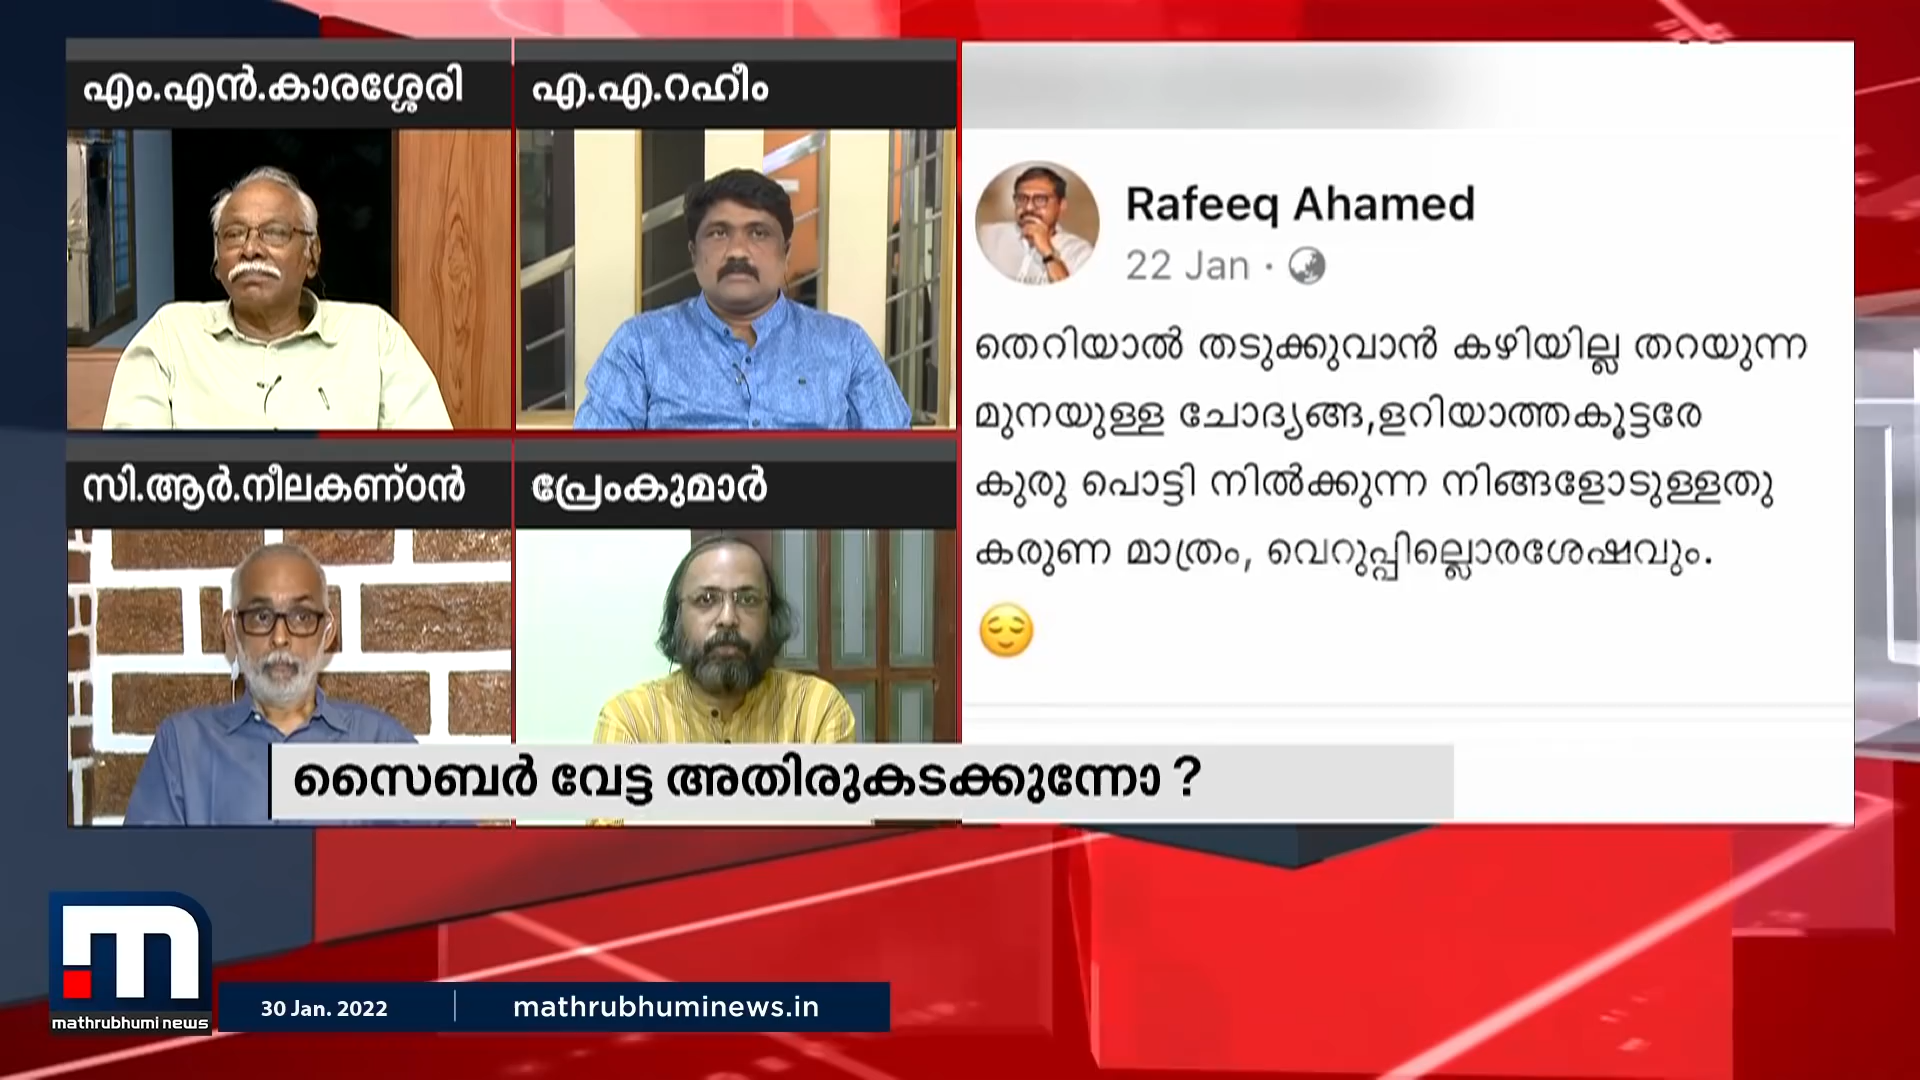 എം.എൻ.കാരശ്ശേരി
എ.എ.റഹീം
സി.ആർ.നീലകണ്ഠൻ
പ്രേംകുമാർ
Rafeeq Ahamed
22 Jan ·
തെറിയാൽ തടുക്കുവാൻ കഴിയില്ല തറയുന്ന
മുനയുള്ള ചോദ്യങ്ങ,ളറിയാത്തകൂട്ടരേ
കുരു പൊട്ടി നിൽക്കുന്ന നിങ്ങളോടുള്ളതു
കരുണ മാത്രം, വെറുപ്പില്ലൊരശേഷവും.
സൈബർ വേട്ട അതിരുകടക്കുന്നോ ?
mathrubhumi news
30 Jan. 2022
mathrubhuminews.in